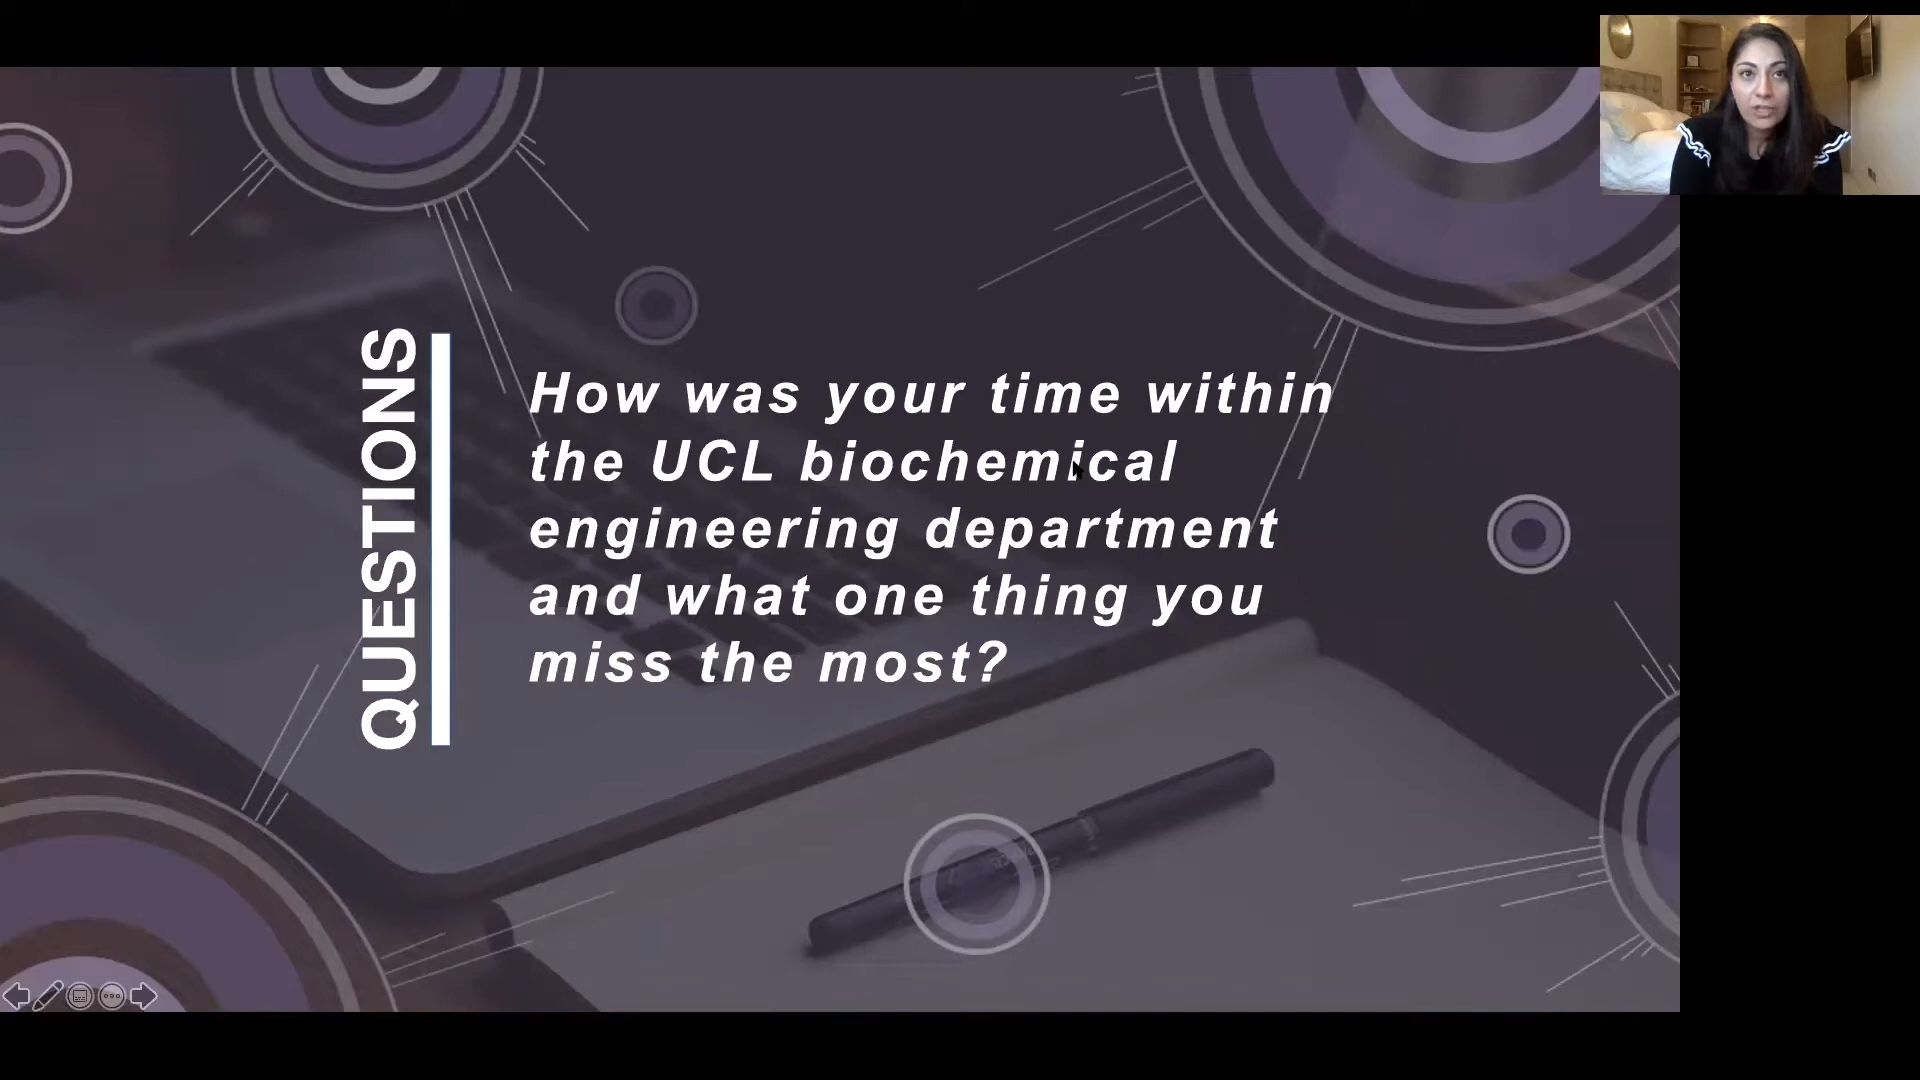 QUESTIONS
How was your time within
the UCL biochemical
engineering department
and what one thing you
miss the most?